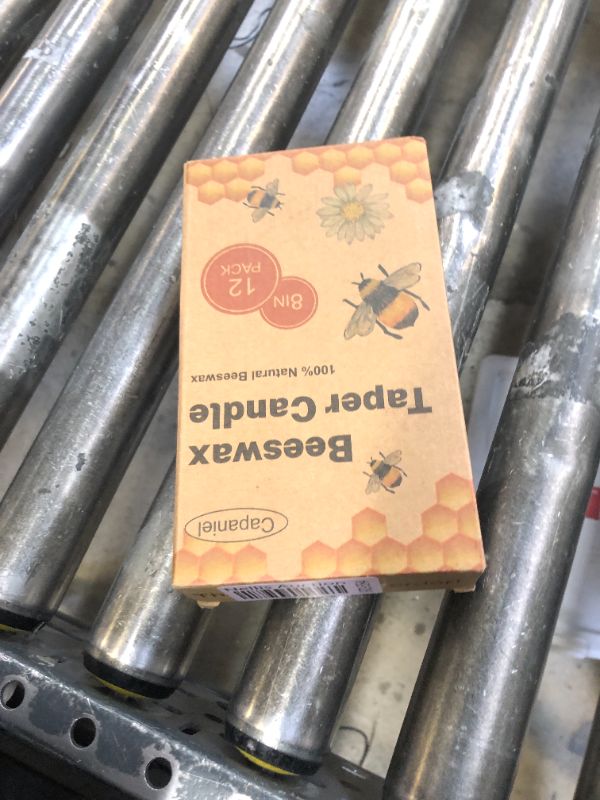 Capaniel
Beeswax
Taper Candle
100% Natural Beeswax
8IN
12
PACK